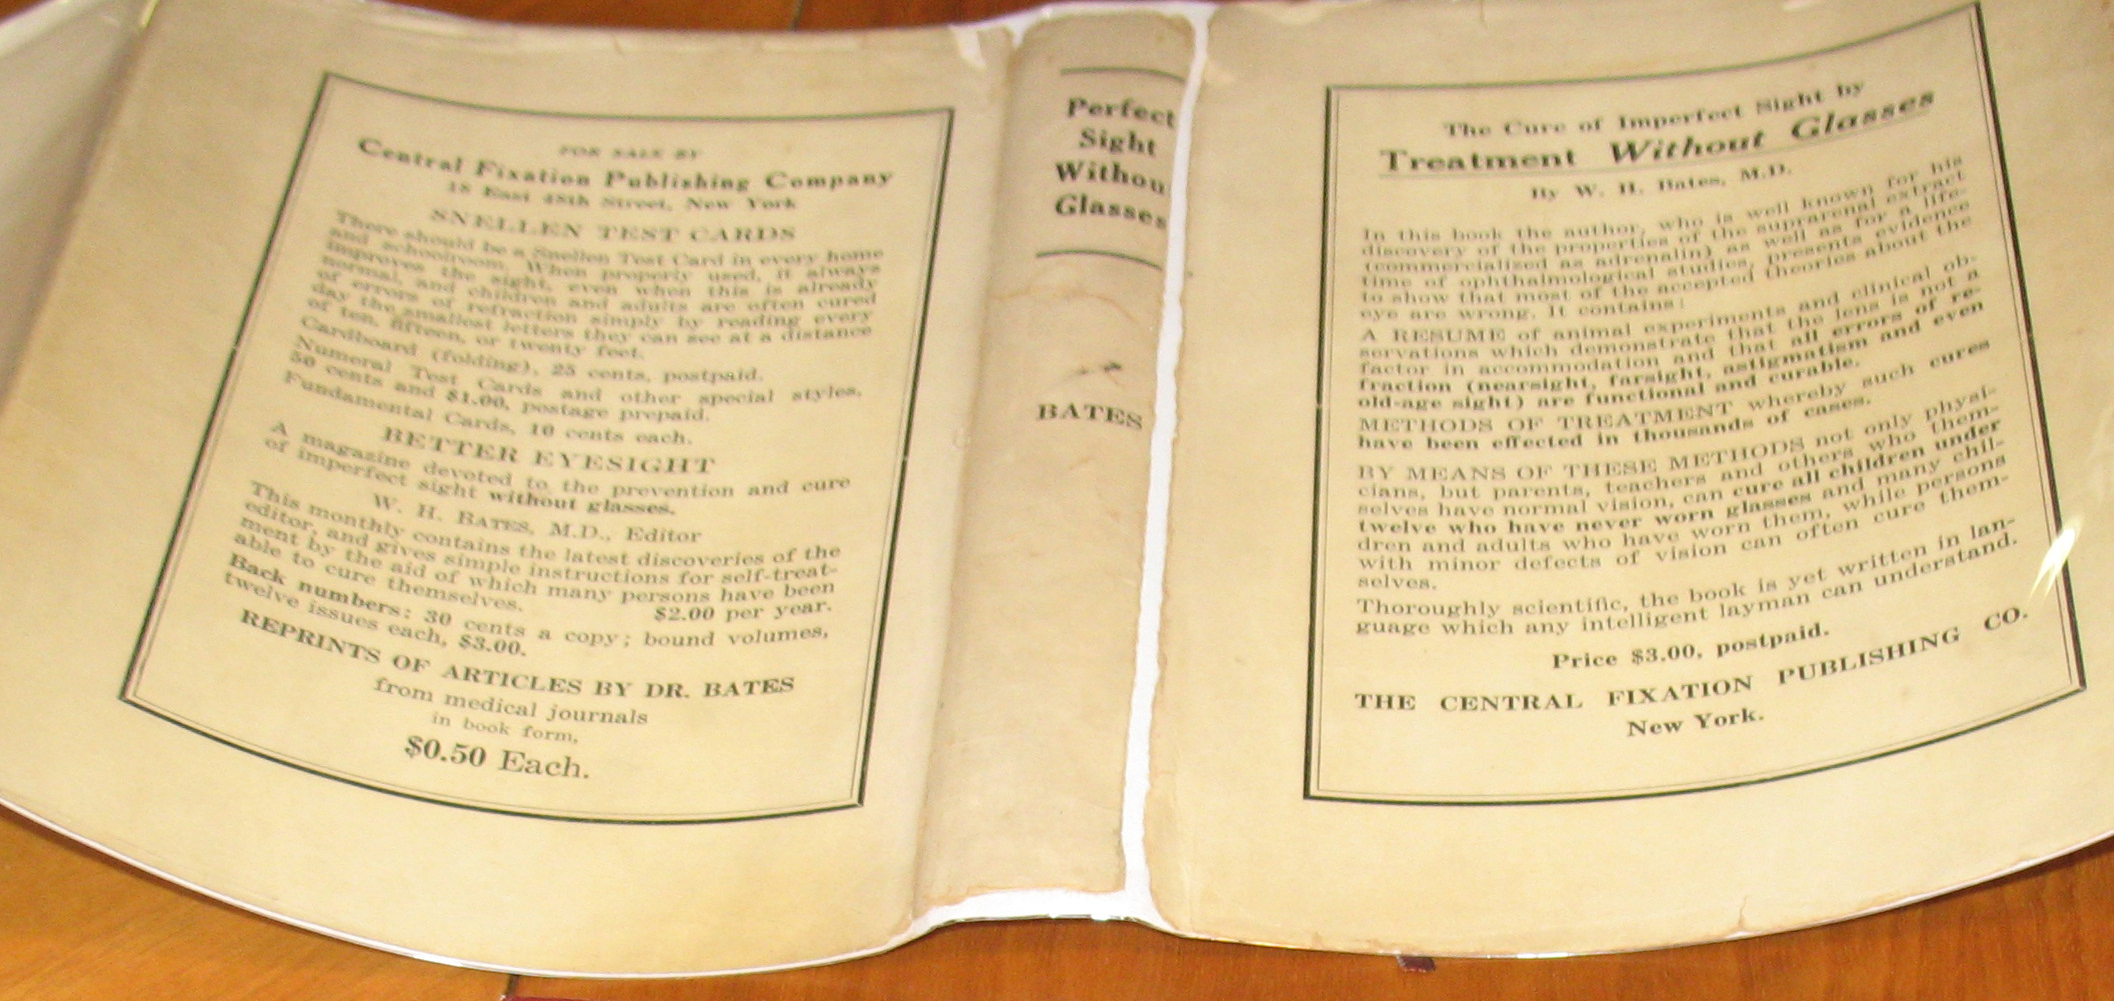 FOR SALE BY
Central Fixation Publishing Company
18 East 48th Street, New York
SNELLEN TEST CARDS
There should be a Snellen Test Card in every home
and schoolroom. When properly used, it always
improves the sight, even when this is already
normal, and children and adults are often cured
of errors of refraction simply by reading every
day the smallest letters they can see at a distance
of ten, fifteen, or twenty feet.
Cardboard (folding), 25 cents, postpaid.
Numeral Test Cards and other special styles,
50 cents and $1.00, postage prepaid.
Fundamental Cards, 10 cents each.
BETTER EYESIGHT
A magazine devoted to the prevention and cure
of imperfect sight without glasses.
W. H. BATES, M.D., Editor
This monthly contains the latest discoveries of the
editor, and gives simple instructions for self-treat-
ment by the aid of which many persons have been
able to cure themselves. $2.00 per year.
Back numbers: 30 cents a copy; bound volumes,
twelve issues each, $3.00.
REPRINTS OF ARTICLES BY DR. BATES
from medical journals
in book form,
$0.50 Each.
Perfect
Sight
Withou
Glasses
BATES
The Cure of Imperfect Sight by
Treatment Without Glasses
By W. H. Bates, M.D.
In this book the author, who is well known for his
discovery of the properties of the suprarenal extract
(commercialized as adrenalin) as well as for a life-
time of ophthalmological studies, presents evidence
to show that most of the accepted theories about the
eye are wrong. It contains:
A RESUME of animal experiments and clinical ob-
servations which demonstrate that the lens is not a
factor in accommodation and that all errors of re-
fraction (nearsight, farsight, astigmatism and even
old-age sight) are functional and curable.
METHODS OF TREATMENT whereby such cures
have been effected in thousands of cases.
BY MEANS OF THESE METHODS not only physi-
cians, but parents, teachers and others who them-
selves have normal vision, can cure all children under
twelve who have never worn glasses and many chil-
dren and adults who have worn them, while persons
with minor defects of vision can often cure them-
selves.
Thoroughly scientific, the book is yet written in lan-
guage which any intelligent layman can understand.
Price $3.00, postpaid.
THE CENTRAL FIXATION PUBLISHING CO.
New York.